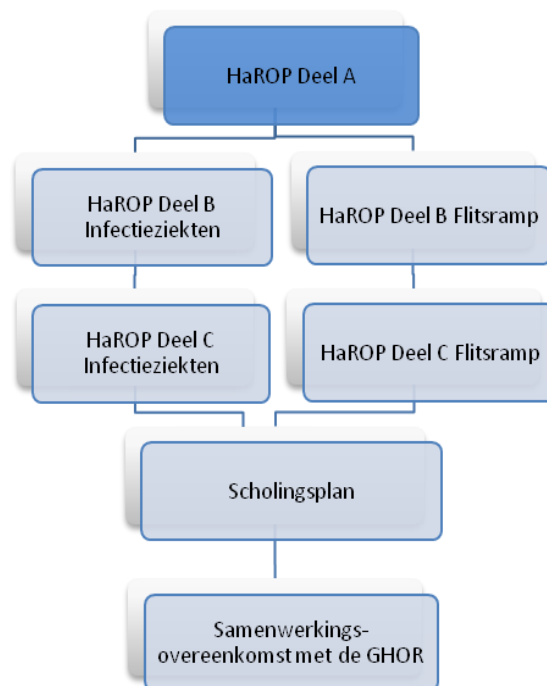 HaROP Deel A
HaROP Deel B
Infectieziekten
HaROP Deel B Flitsramp
HaROP Deel C
Infectieziekten
HaROP Deel C Flitsramp
Scholingsplan
Samenwerkings-
overeenkomst met de GHOR